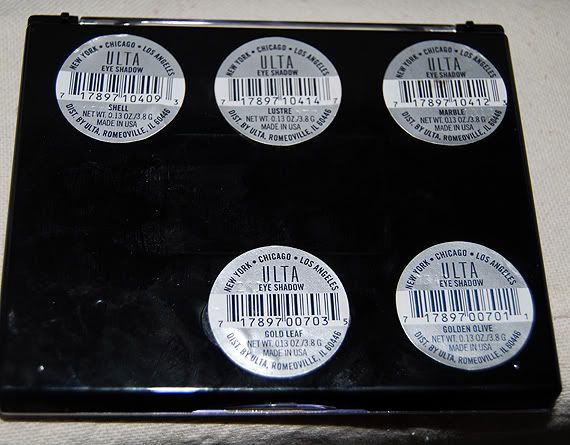 NEW YORK • CHICAGO • LOS ANGELES
ULTA
EYE SHADOW
7 17897 10409 3
SHELL
NET WT. 0.13 OZ./3.8 G
MADE IN USA
DIST. BY ULTA, ROMEOVILLE, IL 60446
NEW YORK • CHICAGO • LOS ANGELES
ULTA
EYE SHADOW
7 17897 10414 7
LUSTRE
NET WT. 0.13 OZ./3.8 G
MADE IN USA
DIST. BY ULTA, ROMEOVILLE, IL 60446
NEW YORK • CHICAGO • LOS ANGELES
ULTA
EYE SHADOW
7 17897 10412 3
MARBLE
NET WT. 0.13 OZ./3.8 G
MADE IN USA
DIST. BY ULTA, ROMEOVILLE, IL 60446
NEW YORK • CHICAGO • LOS ANGELES
ULTA
EYE SHADOW
7 17897 00703 5
GOLD LEAF
NET WT. 0.13 OZ./3.8 G
MADE IN USA
DIST. BY ULTA, ROMEOVILLE, IL 60446
NEW YORK • CHICAGO • LOS ANGELES
ULTA
EYE SHADOW
7 17897 00701 1
GOLDEN OLIVE
NET WT. 0.13 OZ./3.8 G
MADE IN USA
DIST. BY ULTA, ROMEOVILLE, IL 60446